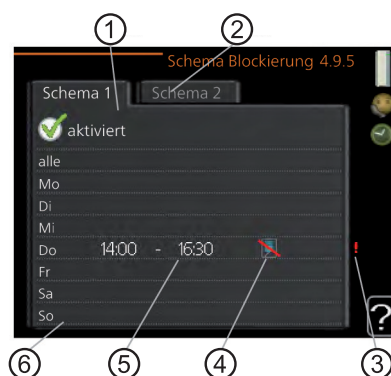 1 2
Schema Blockierung 4.9.5
Schema 1 Schema 2
aktiviert
alle
Mo
Di
Mi
Do 14:00 - 16:30 !
Fr
Sa
So
?
6 5 4 3